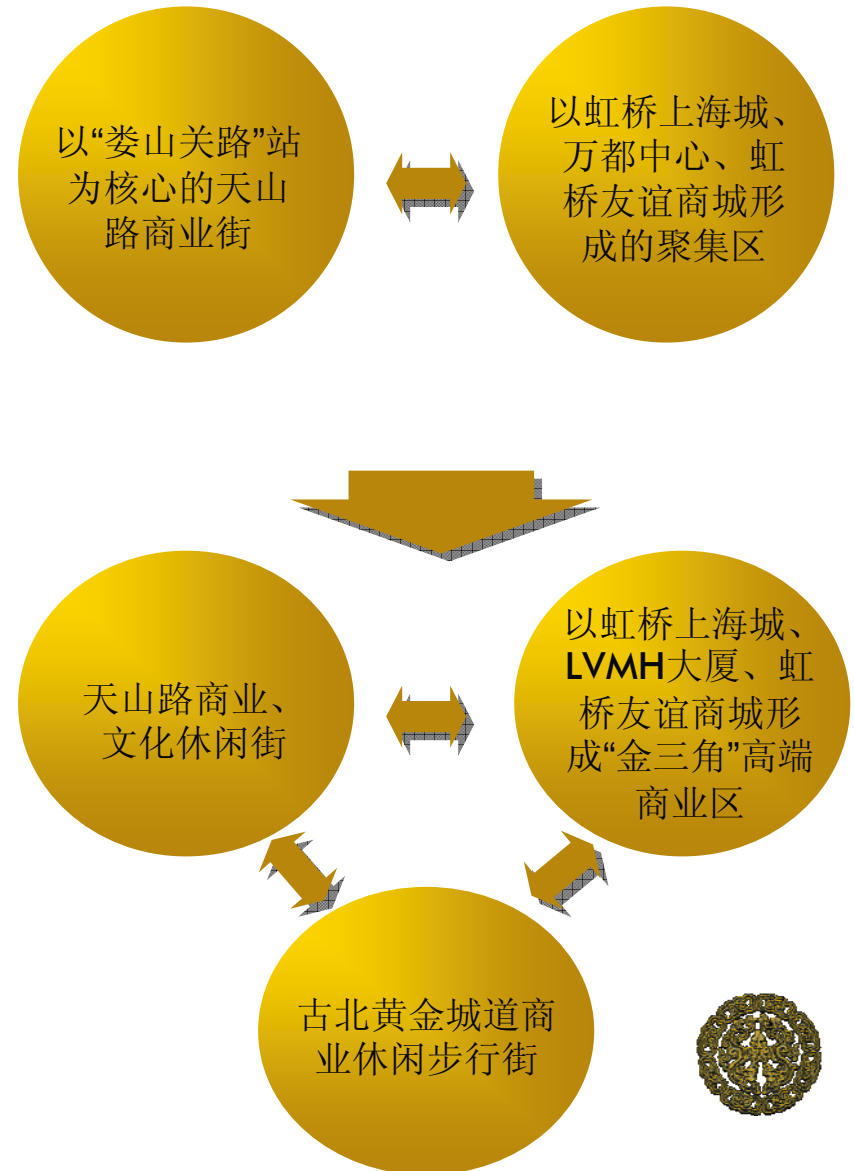 以“娄山关路”站
为核心的天山
路商业街
以虹桥上海城、
万都中心、虹
桥友谊商城形
成的聚集区
天山路商业、
文化休闲街
以虹桥上海城、
LVMH大厦、虹
桥友谊商城形
成“金三角”高端
商业区
古北黄金城道商
业休闲步行街